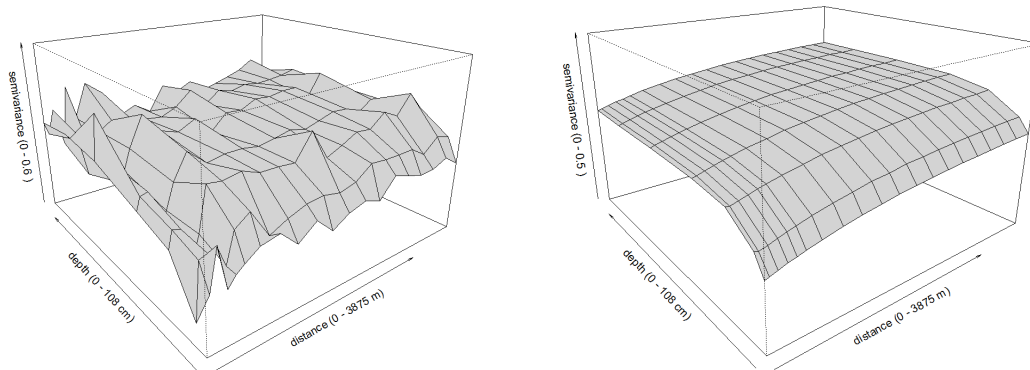 semivariance (0 - 0.6 )
depth (0 - 108 cm)
distance (0 - 3875 m)
semivariance (0 - 0.5 )
depth (0 - 108 cm)
distance (0 - 3875 m)